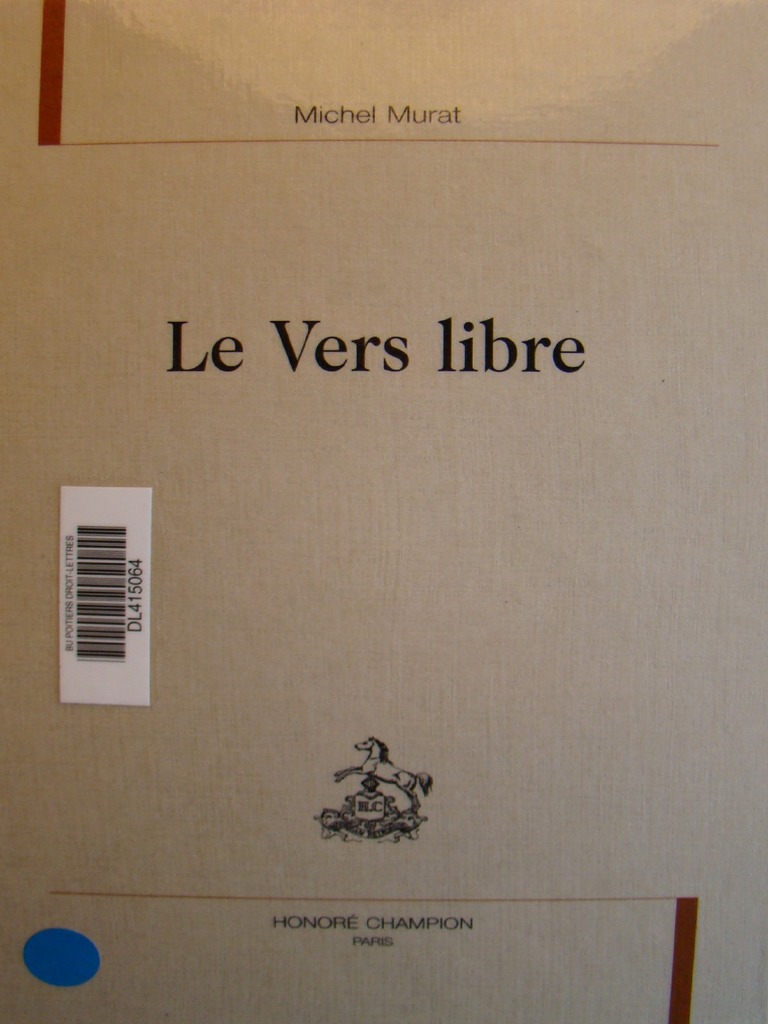 Michel Murat
Le Vers libre
BU POITIERS DROIT-LETTRES
DL415064
H.C
HONORÉ CHAMPION
PARIS